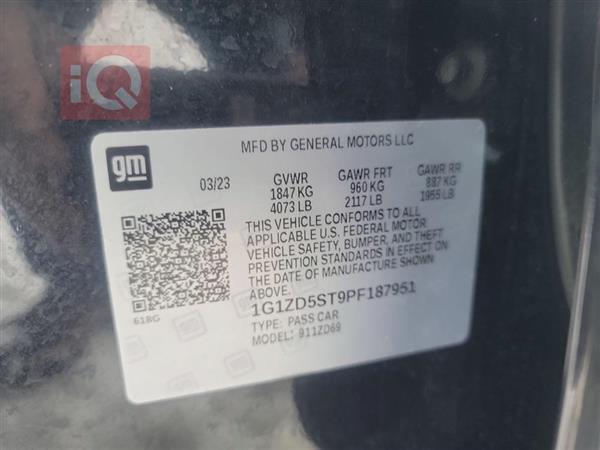 iQ
MFD BY GENERAL MOTORS LLC
gm
03/23 GVWR GAWR FRT GAWR RR
1847 KG 960 KG 887 KG
4073 LB 2117 LB 1955 LB
THIS VEHICLE CONFORMS TO ALL
APPLICABLE U.S. FEDERAL MOTOR
VEHICLE SAFETY, BUMPER, AND THEFT
PREVENTION STANDARDS IN EFFECT ON
THE DATE OF MANUFACTURE SHOWN
ABOVE.
1G1ZD5ST9PF187951
618G
TYPE: PASS CAR
MODEL: 911ZD69